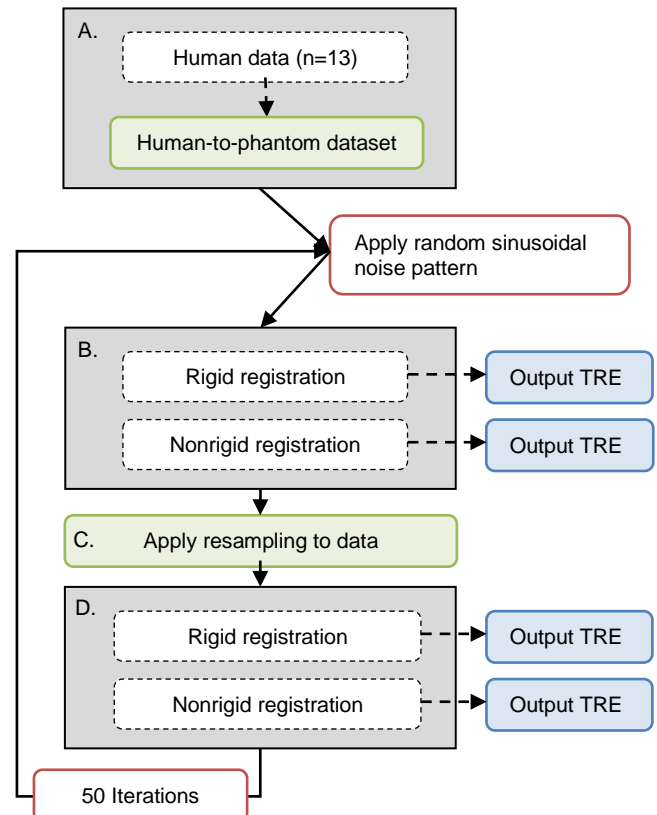 A.
Human data (n=13)
Human-to-phantom dataset
Apply random sinusoidal
noise pattern
B.
Rigid registration
Output TRE
Nonrigid registration
Output TRE
C.
Apply resampling to data
D.
Rigid registration
Output TRE
Nonrigid registration
Output TRE
50 Iterations